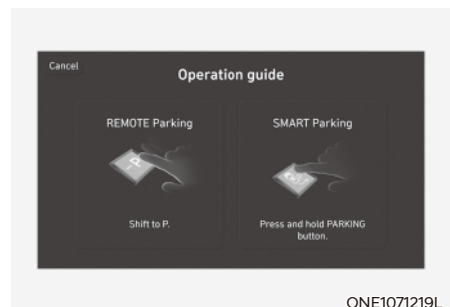 Cancel
Operation guide
REMOTE Parking
SMART Parking
Shift to P.
Press and hold PARKING
button.
ONE1071219L